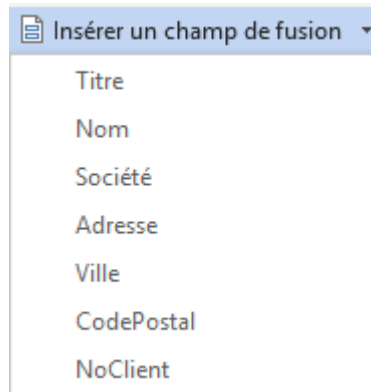 Insérer un champ de fusion
Titre
Nom
Société
Adresse
Ville
CodePostal
NoClient